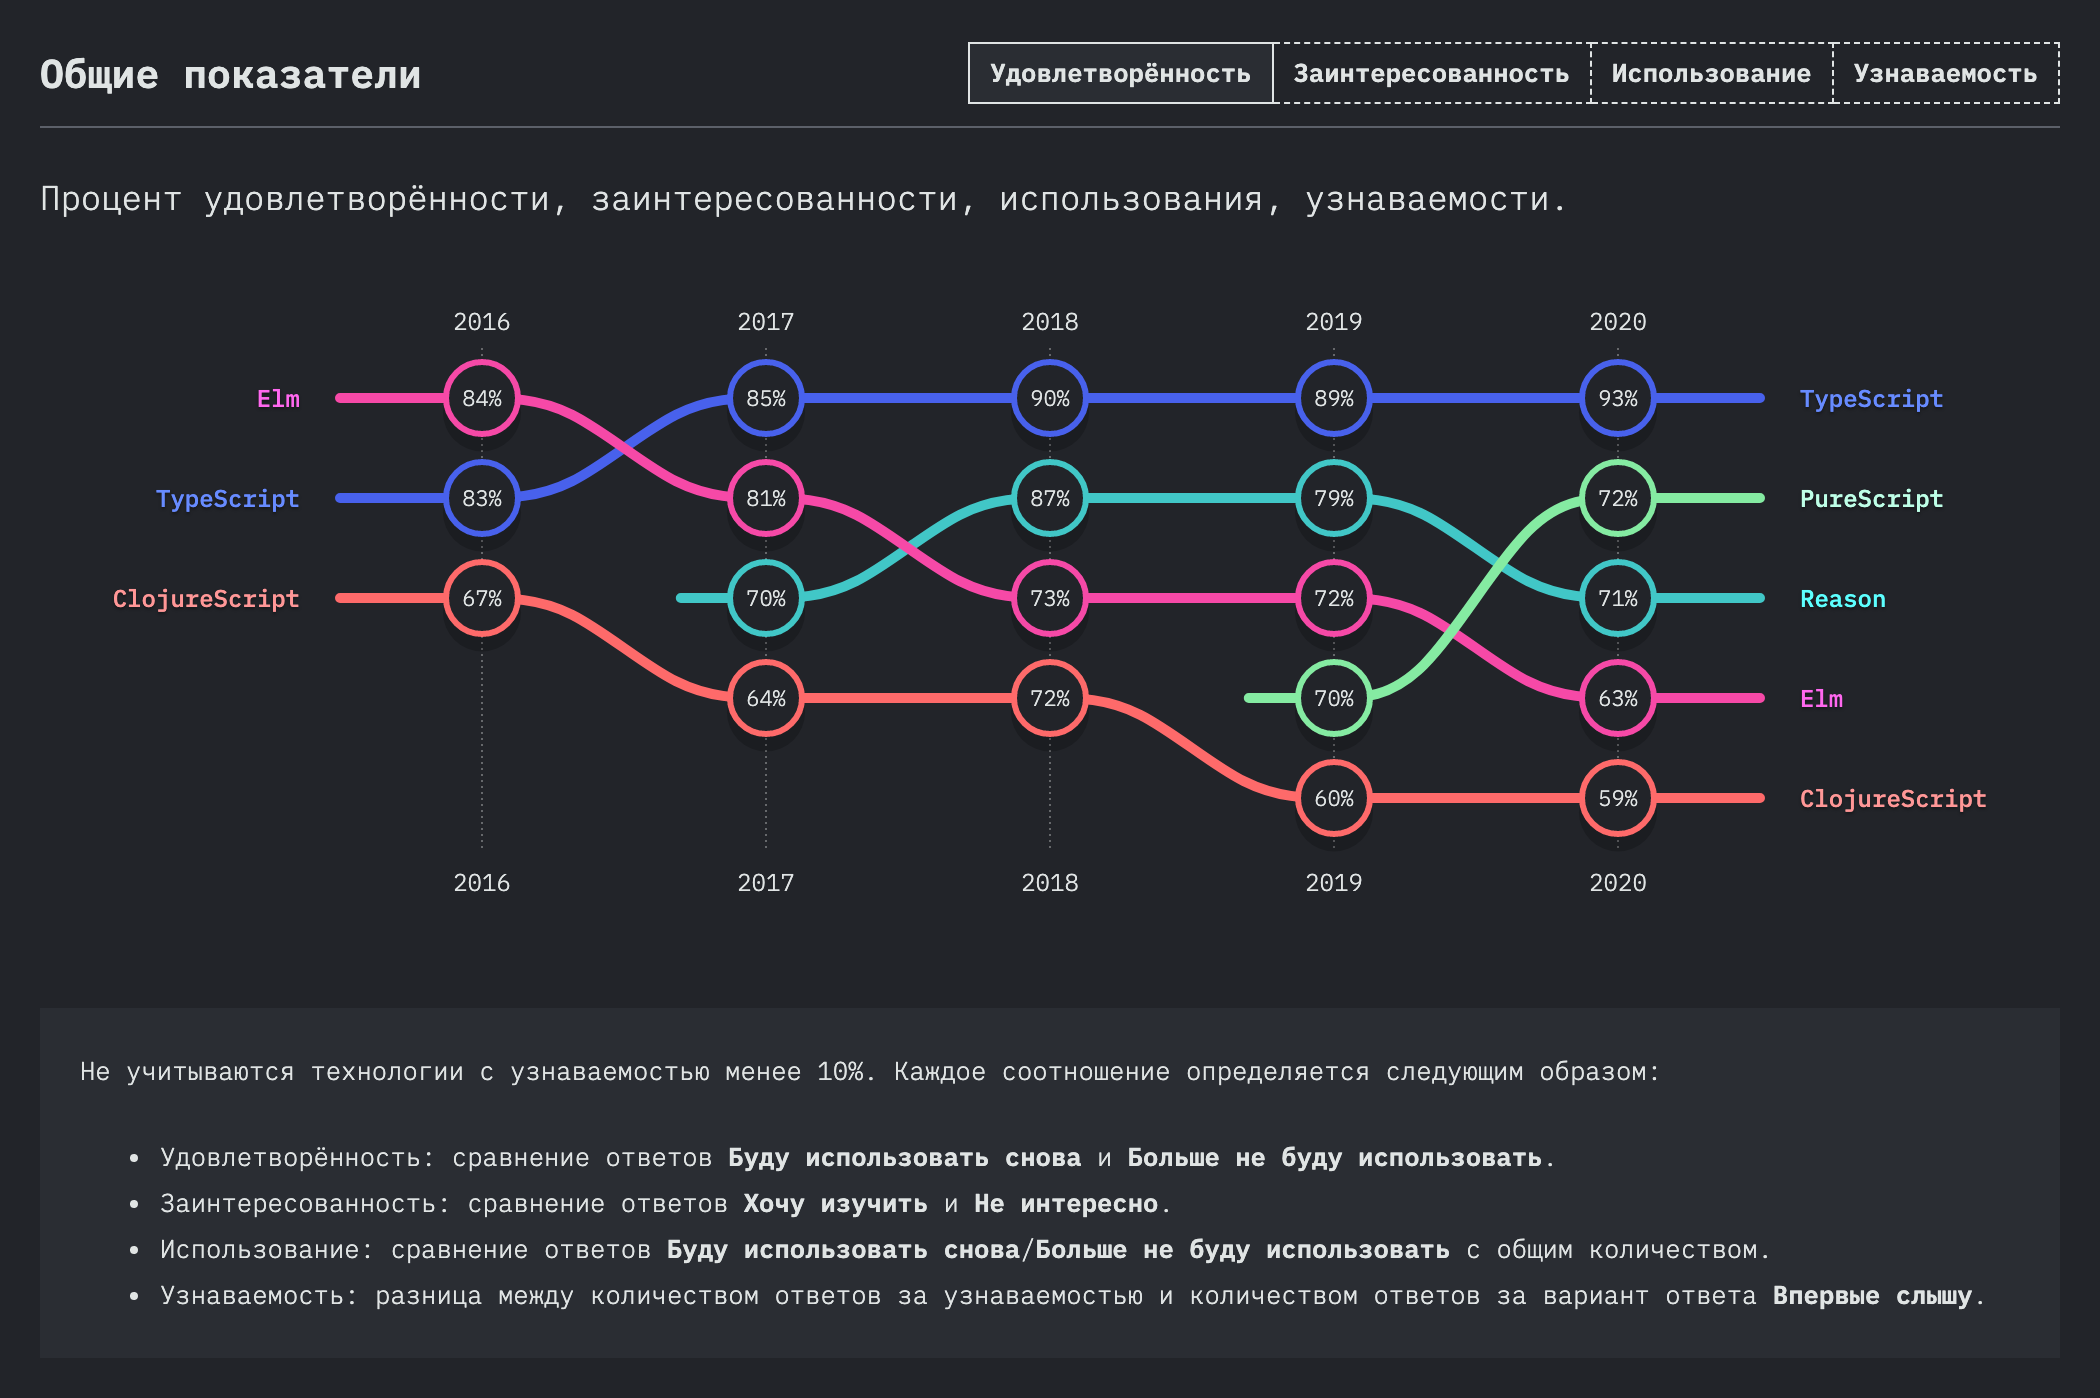 Общие показатели
Удовлетворённость Заинтересованность Использование Узнаваемость
Процент удовлетворённости, заинтересованности, использования, узнаваемости.
2016 2017 2018 2019 2020
Elm 84% 85% 90% 89% 93% TypeScript
TypeScript 83% 81% 87% 79% 72% PureScript
ClojureScript 67% 70% 73% 72% 71% Reason
64% 72% 70% 63% Elm
60% 59% ClojureScript
2016 2017 2018 2019 2020
Не учитываются технологии с узнаваемостью менее 10%. Каждое соотношение определяется следующим образом:
• Удовлетворённость: сравнение ответов Буду использовать снова и Больше не буду использовать.
• Заинтересованность: сравнение ответов Хочу изучить и Не интересно.
• Использование: сравнение ответов Буду использовать снова/Больше не буду использовать с общим количеством.
• Узнаваемость: разница между количеством ответов за узнаваемостью и количеством ответов за вариант ответа Впервые слышу.